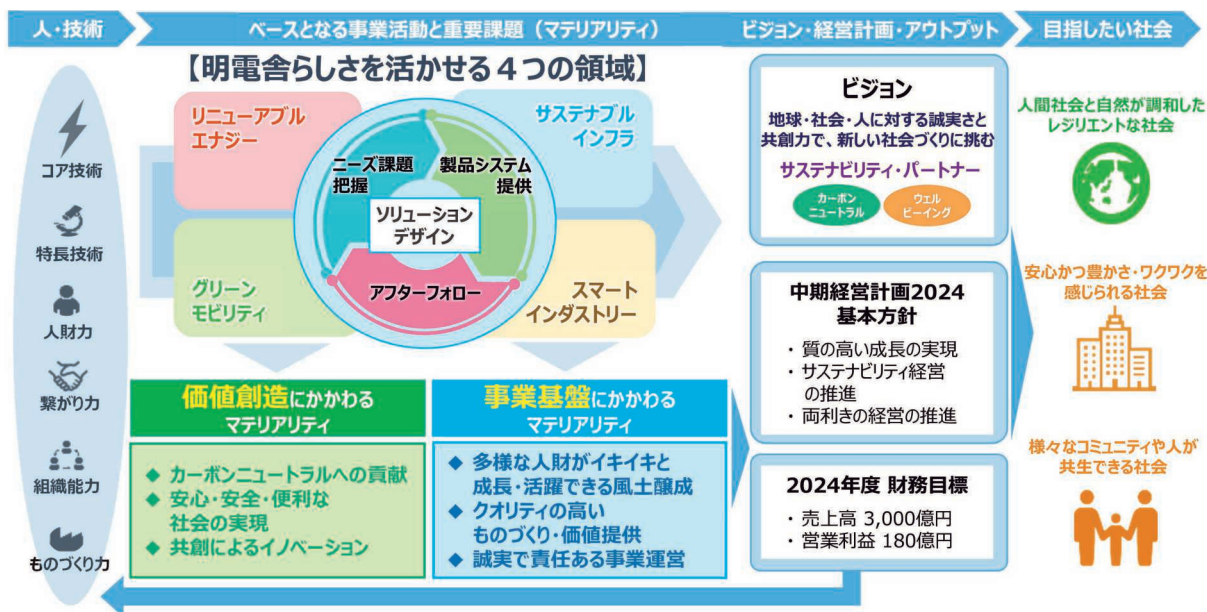 人・技術
ベースとなる事業活動と重要課題（マテリアリティ）
ビジョン・経営計画・アウトプット
目指したい社会
コア技術
特長技術
人財力
繋がり力
組織能力
ものづくり力
【明電舎らしさを活かせる４つの領域】
リニューアブル
エナジー
サステナブル
インフラ
グリーン
モビリティ
スマート
インダストリー
ニーズ課題
把握
製品システム
提供
ソリューション
デザイン
アフターフォロー
価値創造にかかわる
マテリアリティ
◆ カーボンニュートラルへの貢献
◆ 安心・安全・便利な
社会の実現
◆ 共創によるイノベーション
事業基盤にかかわる
マテリアリティ
◆ 多様な人財がイキイキと
成長・活躍できる風土醸成
◆ クオリティの高い
ものづくり・価値提供
◆ 誠実で責任ある事業運営
ビジョン
地球・社会・人に対する誠実さと
共創力で、新しい社会づくりに挑む
サステナビリティ・パートナー
カーボン
ニュートラル
ウェル
ビーイング
中期経営計画2024
基本方針
・質の高い成長の実現
・サステナビリティ経営
の推進
・両利きの経営の推進
2024年度 財務目標
・売上高 3,000億円
・営業利益 180億円
人間社会と自然が調和した
レジリエントな社会
安心かつ豊かさ・ワクワクを
感じられる社会
様々なコミュニティや人が
共生できる社会